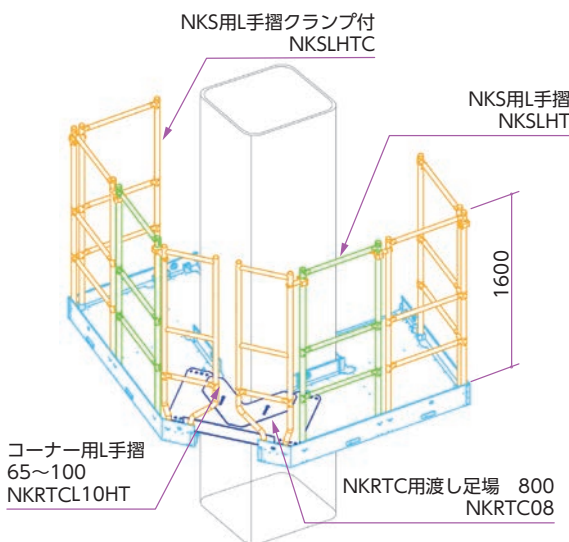 NKS用L手摺クランプ付
NKSLHTC
NKS用L手摺
NKSLHT
1600
コーナー用L手摺
65～100
NKRTCL10HT
NKRTC用渡し足場　800
NKRTC08